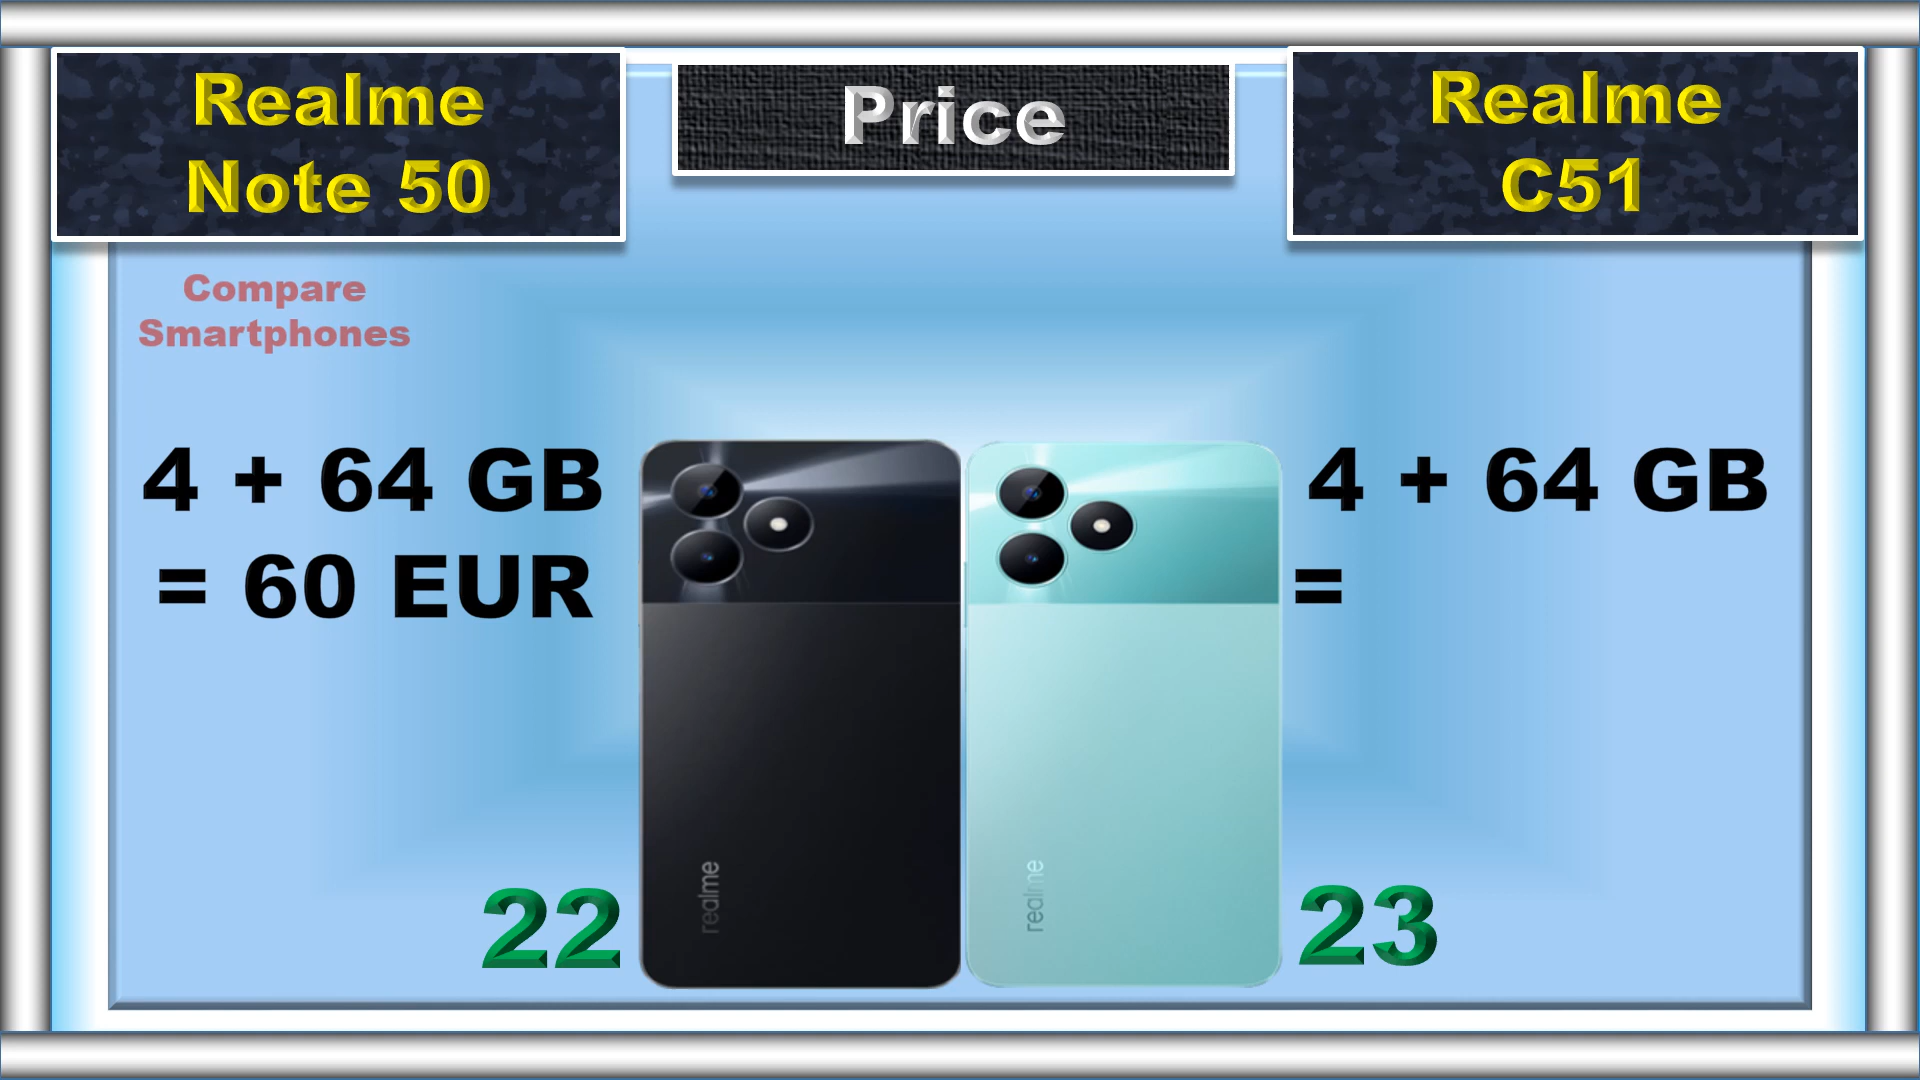 Realme
Note 50
Price
Realme
C51
Compare
Smartphones
4 + 64 GB
= 60 EUR
4 + 64 GB
=
realme
realme
22
23